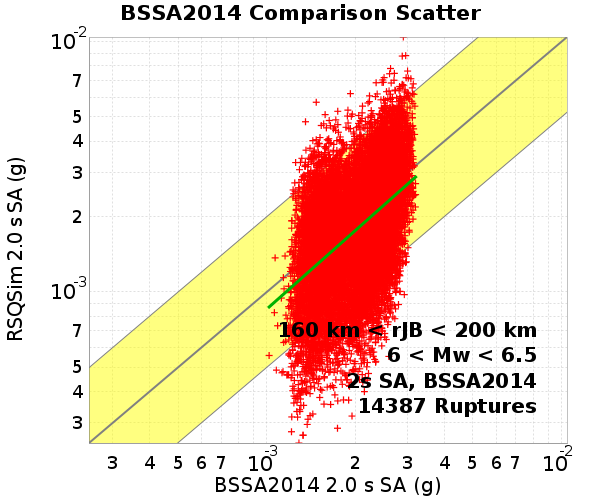 BSSA2014 Comparison Scatter
RSQSim 2.0 s SA (g)
10-2
7
5
4
3
2
10-3
7
5
4
3
160 km < rJB < 200 km
6 < Mw < 6.5
2s SA, BSSA2014
14387 Ruptures
3 4 5 6 7 10-3 2 3 4 5 6 7 10-2
BSSA2014 2.0 s SA (g)